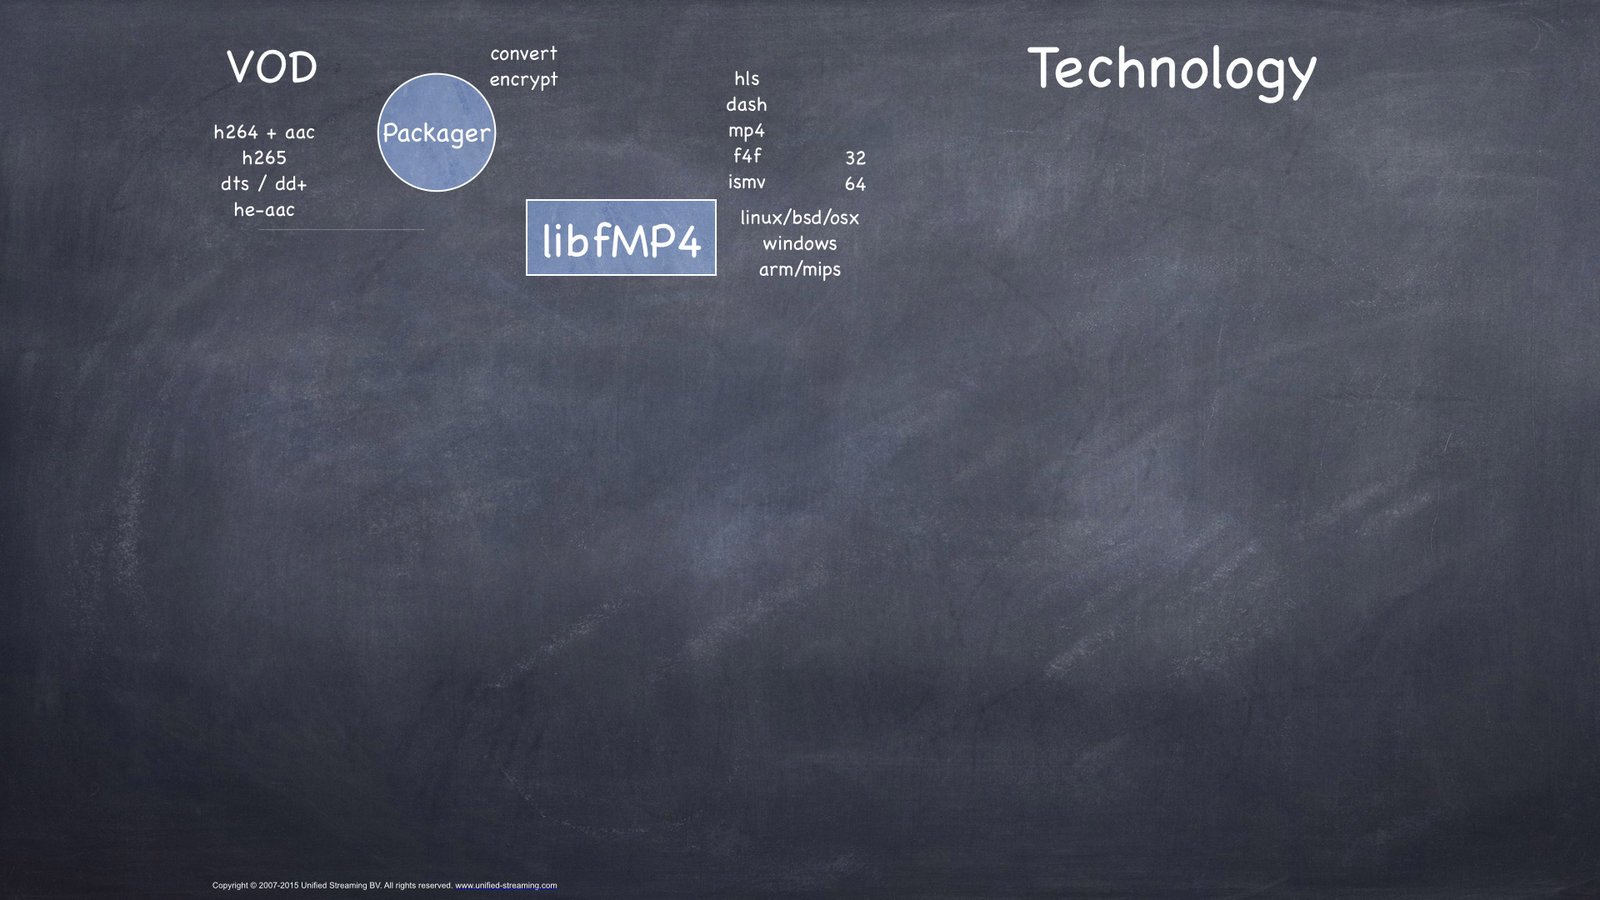 VOD
h264 + aac
h265
dts / dd+
he-aac
Packager
convert
encrypt
hls
dash
mp4
f4f
ismv
32
64
libfMP4
linux/bsd/osx
windows
arm/mips
Technology
Copyright © 2007-2015 Unified Streaming BV. All rights reserved. www.unified-streaming.com